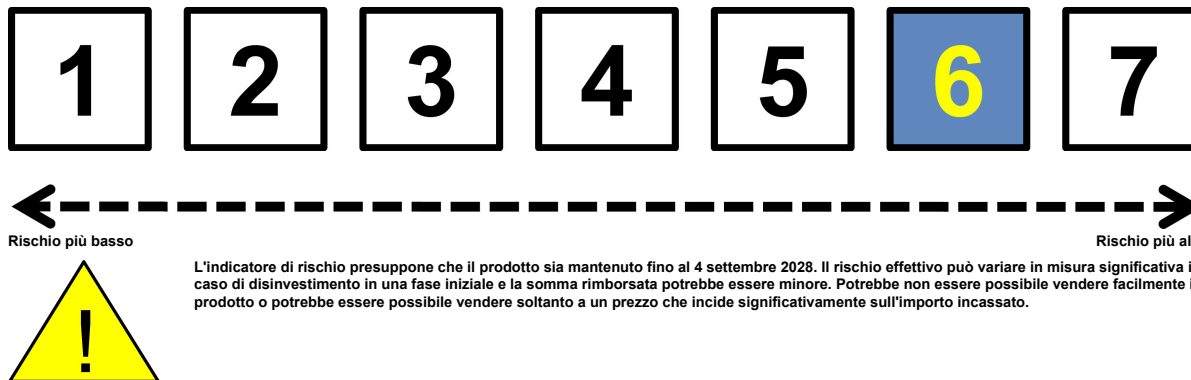 1 2 3 4 5 6 7
Rischio più basso Rischio più al
L'indicatore di rischio presuppone che il prodotto sia mantenuto fino al 4 settembre 2028. Il rischio effettivo può variare in misura significativa i
caso di disinvestimento in una fase iniziale e la somma rimborsata potrebbe essere minore. Potrebbe non essere possibile vendere facilmente i
prodotto o potrebbe essere possibile vendere soltanto a un prezzo che incide significativamente sull'importo incassato.
!